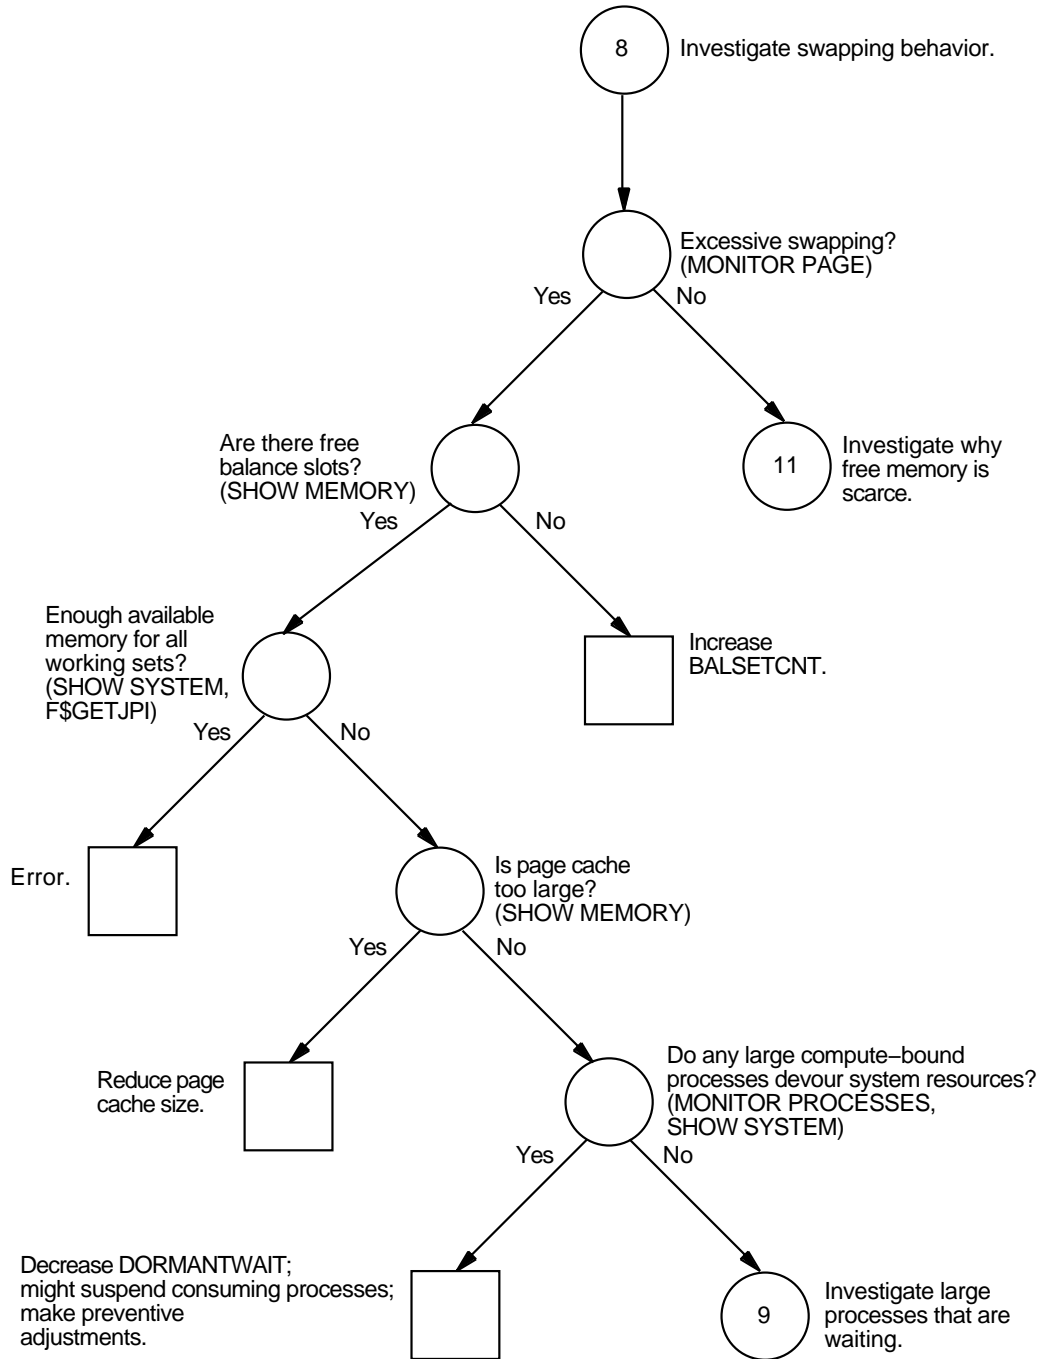 8
Investigate swapping behavior.
Excessive swapping?
(MONITOR PAGE)
Yes
No
Are there free
balance slots?
(SHOW MEMORY)
11
Investigate why
free memory is
scarce.
Yes
No
Enough available
memory for all
working sets?
(SHOW SYSTEM,
F$GETJPI)
Increase
BALSETCNT.
Yes
No
Error.
Is page cache
too large?
(SHOW MEMORY)
Yes
No
Reduce page
cache size.
Do any large compute–bound
processes devour system resources?
(MONITOR PROCESSES,
SHOW SYSTEM)
Yes
No
Decrease DORMANTWAIT;
might suspend consuming processes;
make preventive
adjustments.
9
Investigate large
processes that are
waiting.